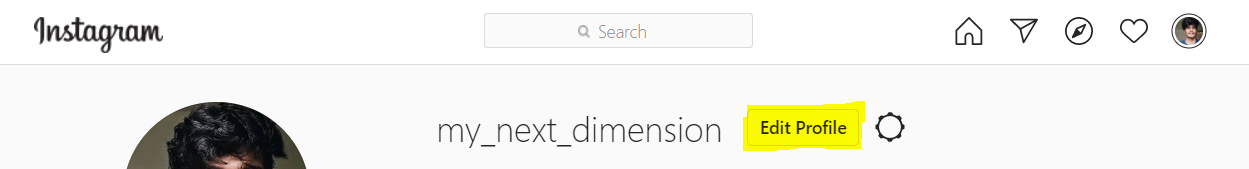 Instagram
Search
my_next_dimension Edit Profile